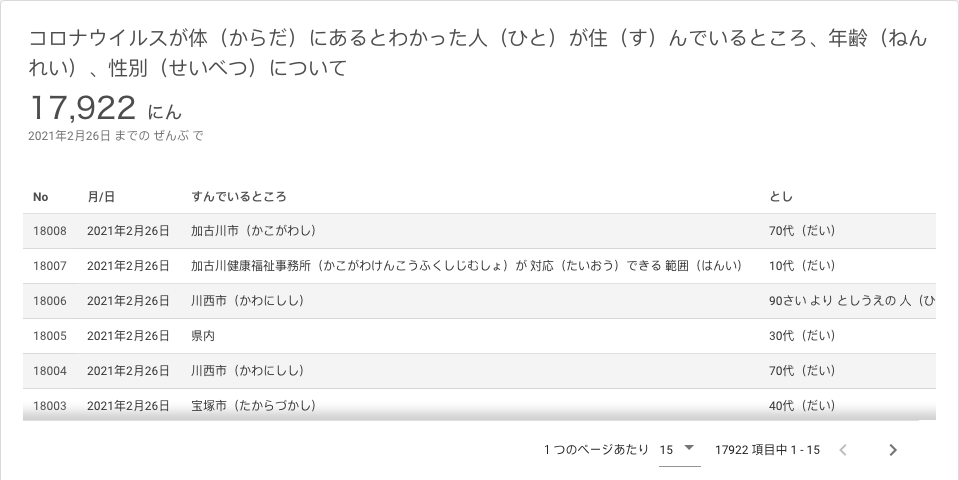 コロナウイルスが体（からだ）にあるとわかった人（ひと）が住（す）んでいるところ、年齢（ねん
れい）、性別（せいべつ）について
17,922 にん
2021年2月26日 までの ぜんぶ で
No 月/日 すんでいるところ とし
18008 2021年2月26日 加古川市（かこがわし） 70代（だい）
18007 2021年2月26日 加古川健康福祉事務所（かこがわけんこうふくしじむしょ）が 対応（たいおう）できる 範囲（はんい） 10代（だい）
18006 2021年2月26日 川西市（かわにしし） 90さい より としうえの 人（ひ
18005 2021年2月26日 県内 30代（だい）
18004 2021年2月26日 川西市（かわにしし） 70代（だい）
18003 2021年2月26日 宝塚市（たからづかし） 40代（だい）
1 つのページあたり 15 17922 項目中 1 - 15